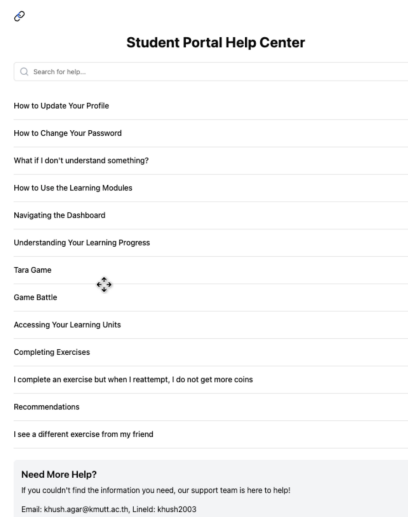 Student Portal Help Center
Search for help...
How to Update Your Profile
How to Change Your Password
What if I don't understand something?
How to Use the Learning Modules
Navigating the Dashboard
Understanding Your Learning Progress
Tara Game
Game Battle
Accessing Your Learning Units
Completing Exercises
I complete an exercise but when I reattempt, I do not get more coins
Recommendations
I see a different exercise from my friend
Need More Help?
If you couldn't find the information you need, our support team is here to help!
Email: khush.agar@kmutt.ac.th, LineId: khush2003